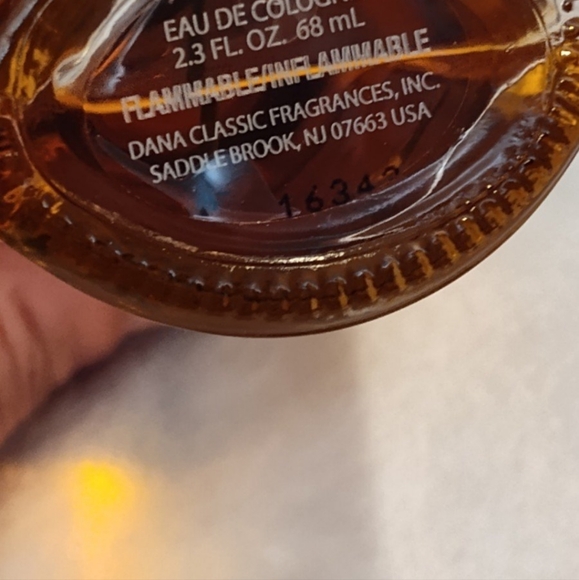 EAU DE COLOGN
2.3 FL. OZ. 68 mL
FLAMMABLE/INFLAMMABLE
DANA CLASSIC FRAGRANCES, INC.
SADDLE BROOK, NJ 07663 USA